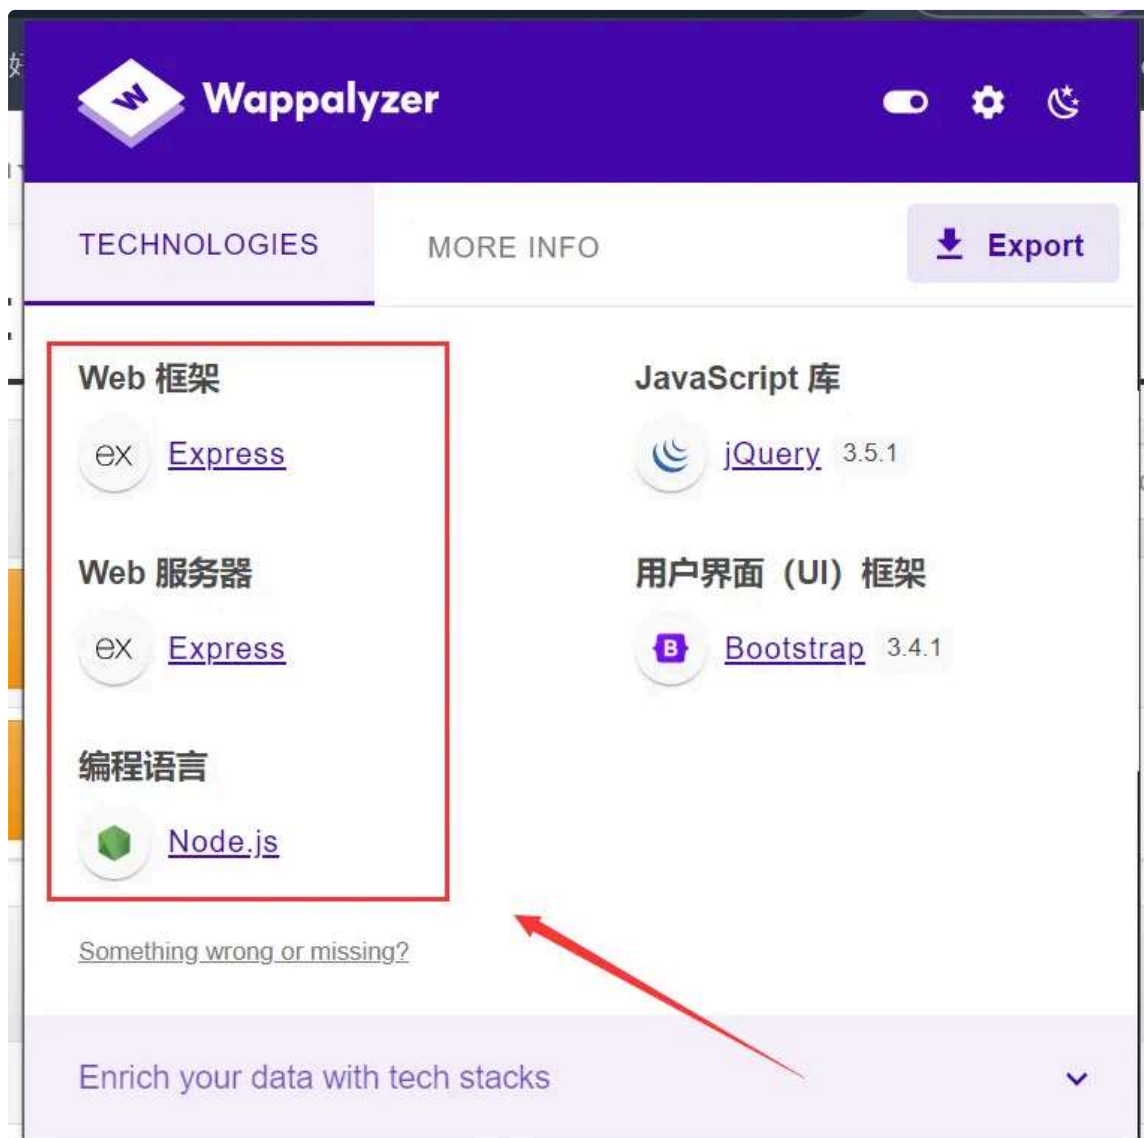 Wappalyzer
TECHNOLOGIES
MORE INFO
Export
Web 框架
ex Express
Web 服务器
ex Express
编程语言
Node.js
JavaScript 库
jQuery 3.5.1
用户界面（UI）框架
B Bootstrap 3.4.1
Something wrong or missing?
Enrich your data with tech stacks